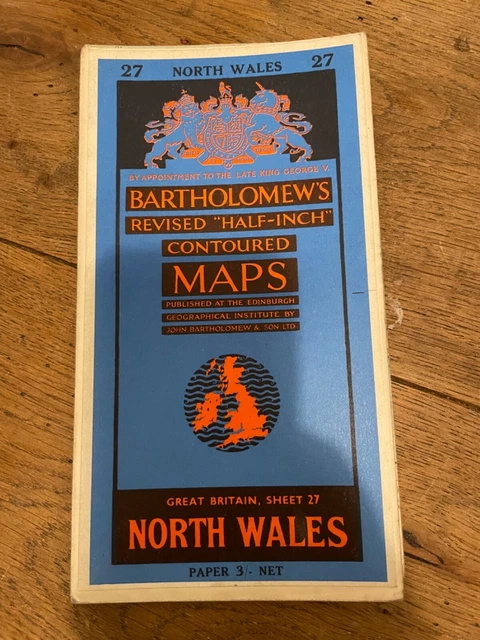 27 NORTH WALES 27
BY APPOINTMENT TO THE LATE KING GEORGE V.
BARTHOLOMEW'S
REVISED "HALF-INCH"
CONTOURED
MAPS
PUBLISHED AT THE EDINBURGH
GEOGRAPHICAL INSTITUTE BY
JOHN BARTHOLOMEW & SON LTD
GREAT BRITAIN, SHEET 27
NORTH WALES
PAPER 3/- NET